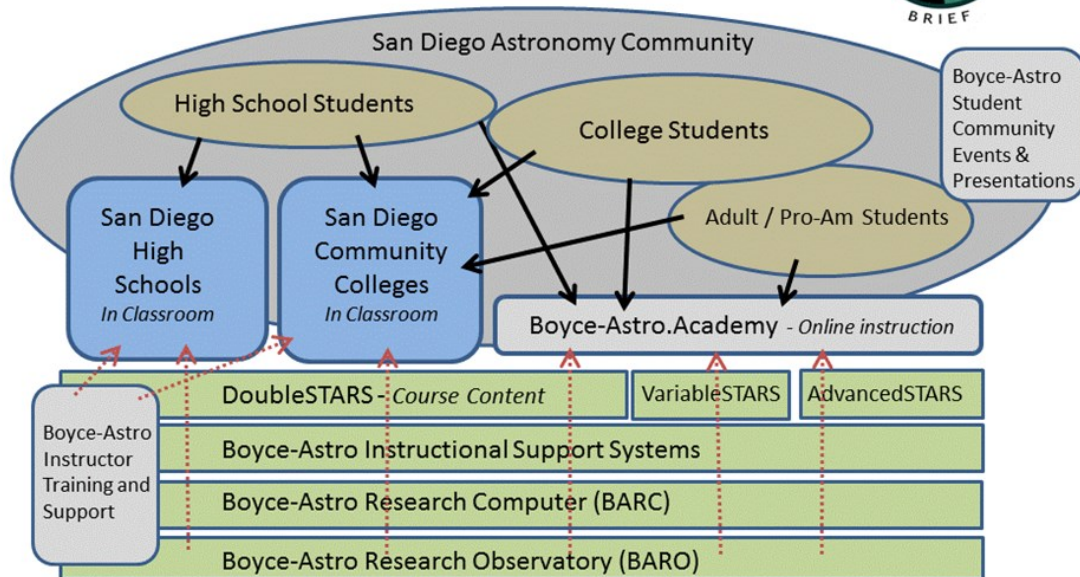 BRIEF
San Diego Astronomy Community
Boyce-Astro
Student
Community
Events &
Presentations
High School Students
College Students
Adult / Pro-Am Students
San Diego
High
Schools
In Classroom
San Diego
Community
Colleges
In Classroom
Boyce-Astro.Academy - Online instruction
DoubleSTARS - Course Content
VariableSTARS
AdvancedSTARS
Boyce-Astro
Instructor
Training and
Support
Boyce-Astro Instructional Support Systems
Boyce-Astro Research Computer (BARC)
Boyce-Astro Research Observatory (BARO)